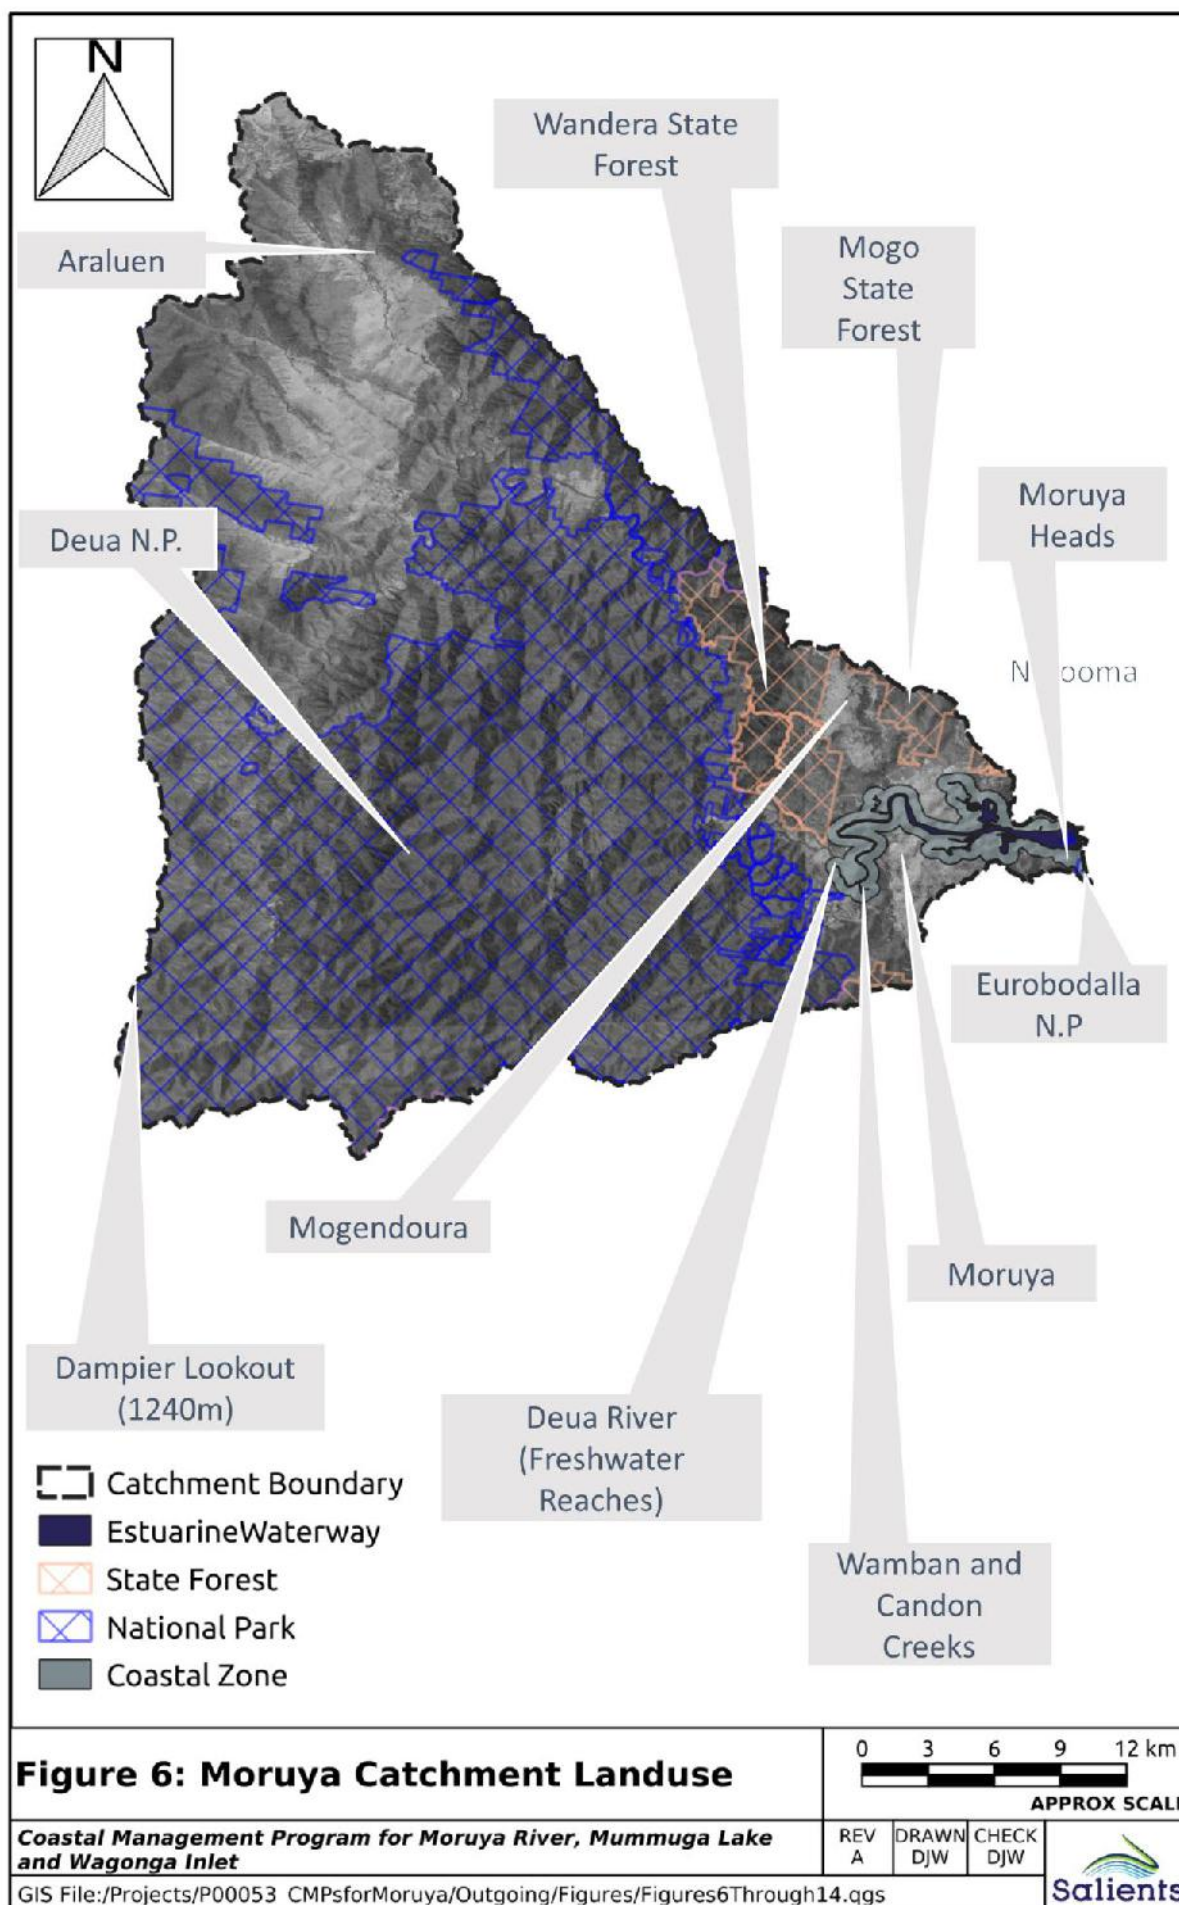 N
Wandera State
Forest
Araluen
Mogo
State
Forest
Moruya
Heads
Deua N.P.
N ooma
Eurobodalla
N.P
Mogendoura
Moruya
Dampier Lookout
(1240m)
Deua River
(Freshwater
Reaches)
Wamban and
Candon
Creeks
Catchment Boundary
EstuarineWaterway
State Forest
National Park
Coastal Zone
Figure 6: Moruya Catchment Landuse
0 3 6 9 12 km
APPROX SCALE
Coastal Management Program for Moruya River, Mummuga Lake
and Wagonga Inlet
REV
A
DRAWN
DJW
CHECK
DJW
GIS File:/Projects/P00053_CMPsforMoruya/Outgoing/Figures/Figures6Through14.qgs
Salients